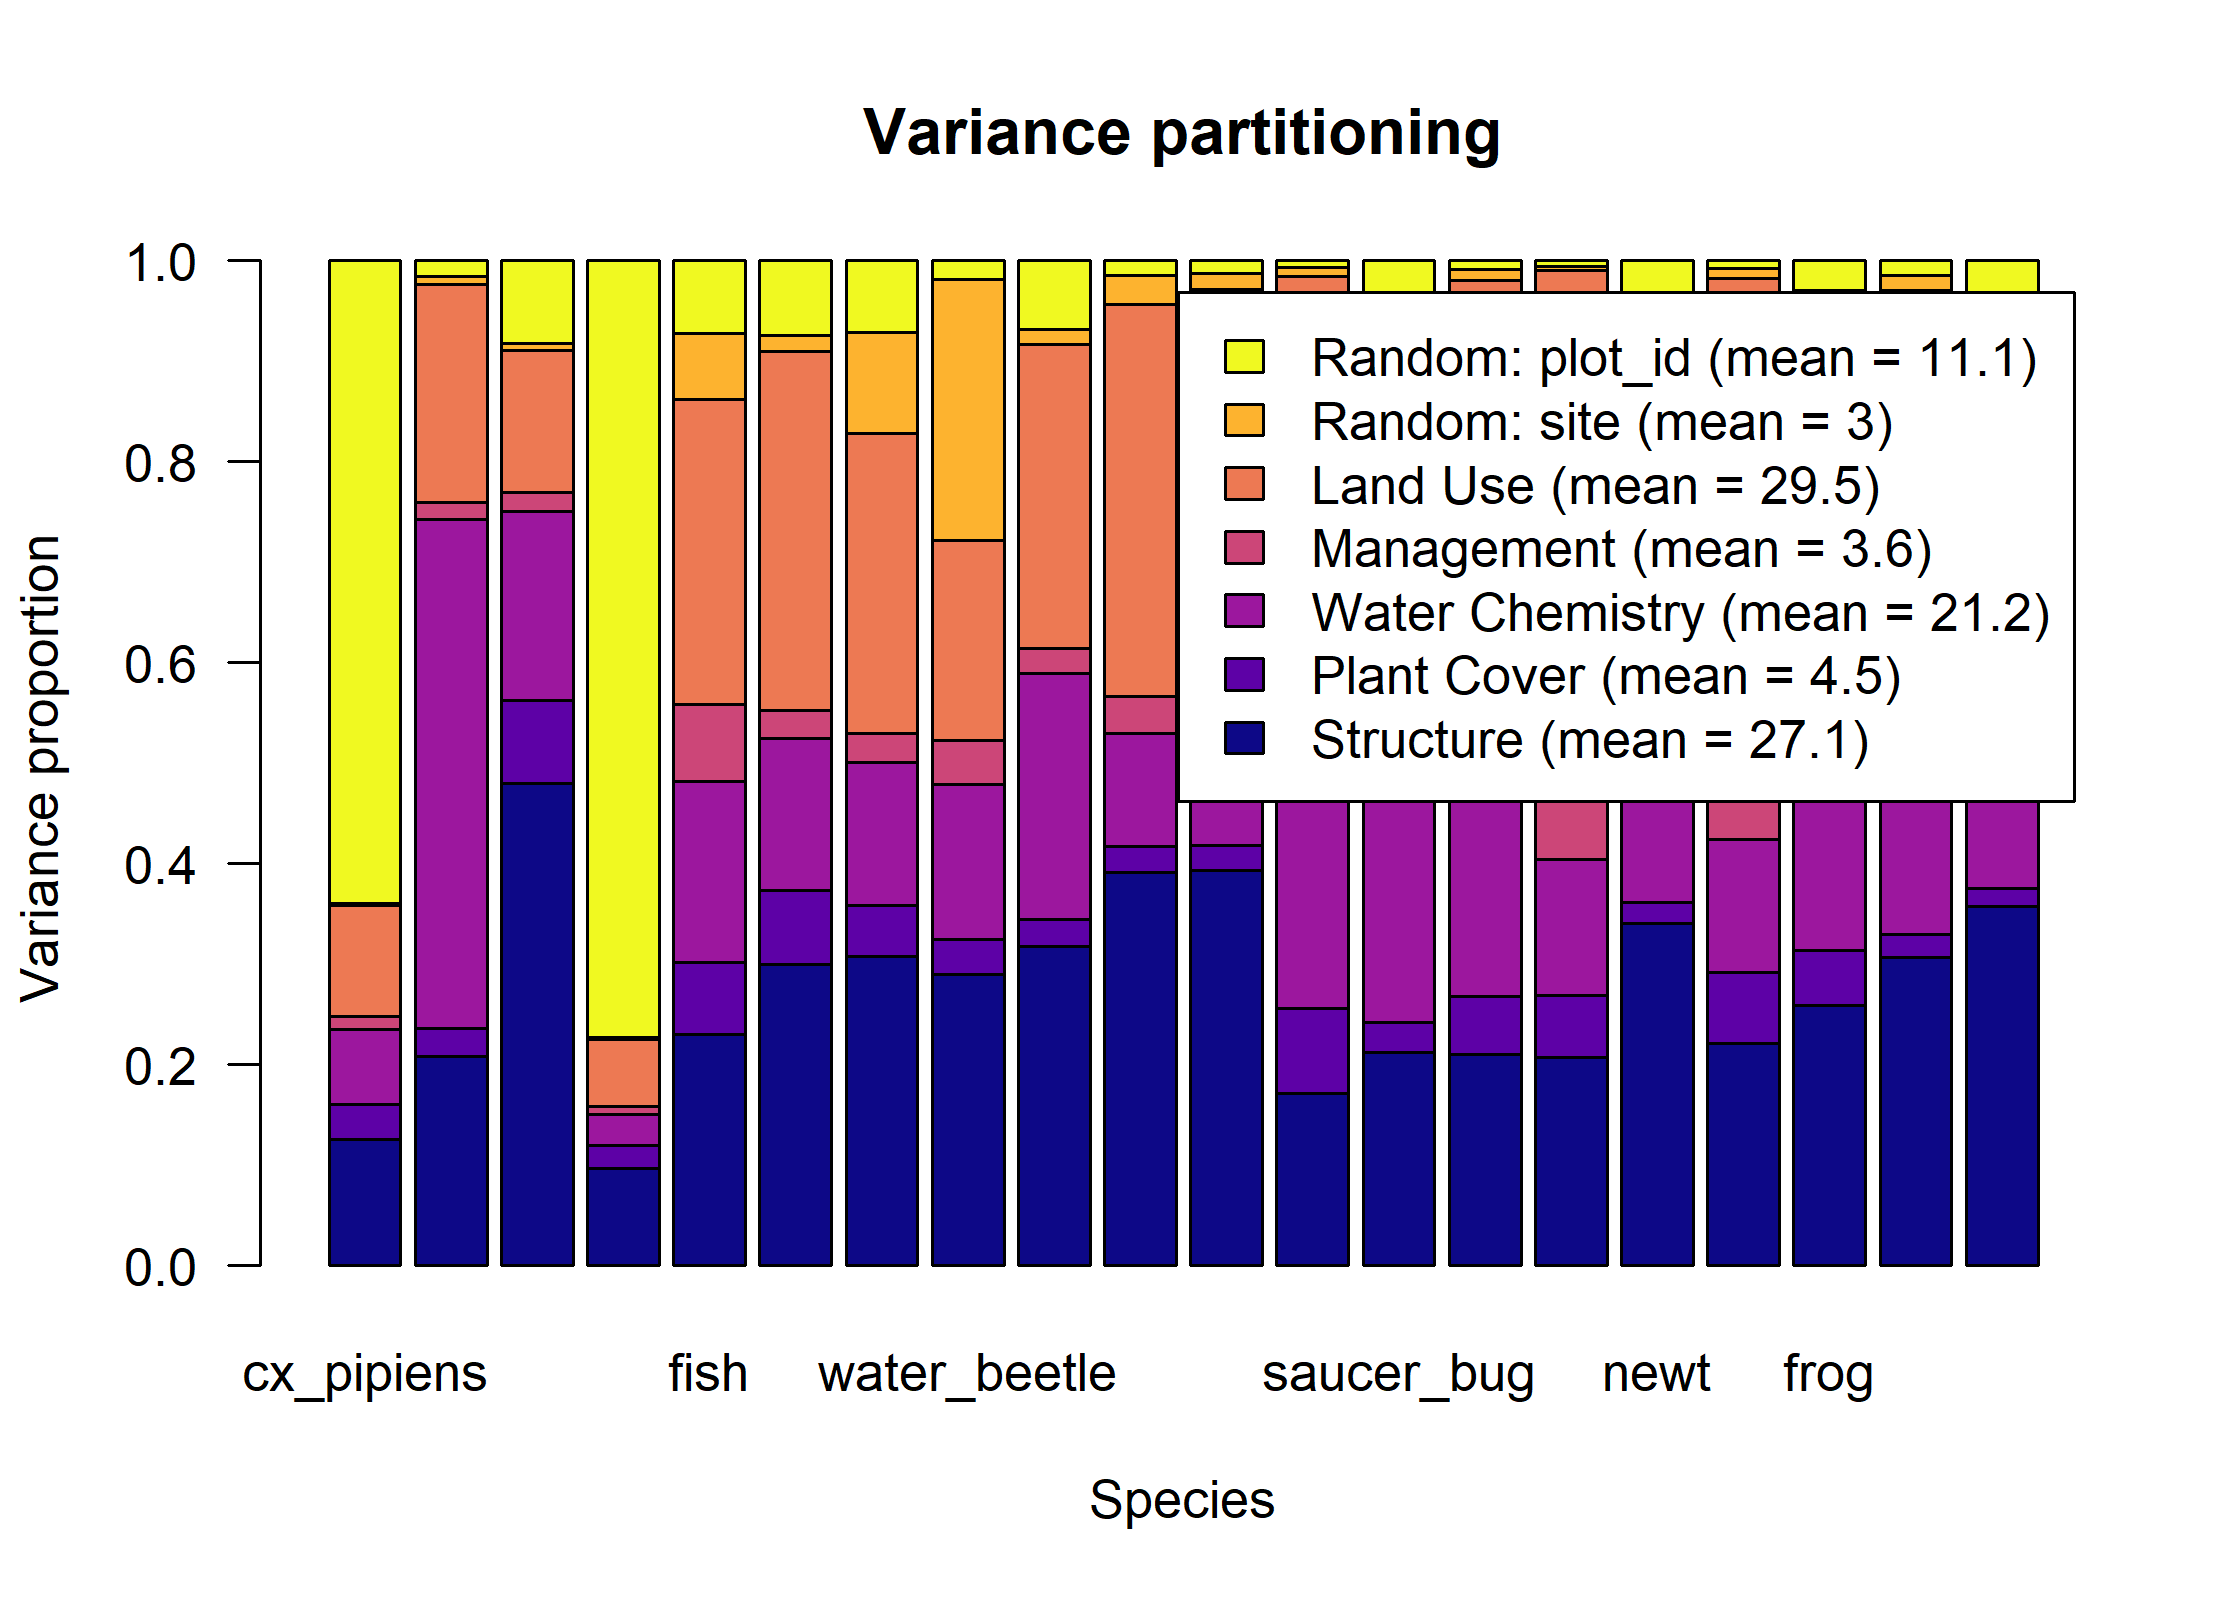 Variance partitioning
Variance proportion
1.0
0.8
0.6
0.4
0.2
0.0
Random: plot_id (mean = 11.1)
Random: site (mean = 3)
Land Use (mean = 29.5)
Management (mean = 3.6)
Water Chemistry (mean = 21.2)
Plant Cover (mean = 4.5)
Structure (mean = 27.1)
cx_pipiens fish water_beetle saucer_bug newt frog
Species